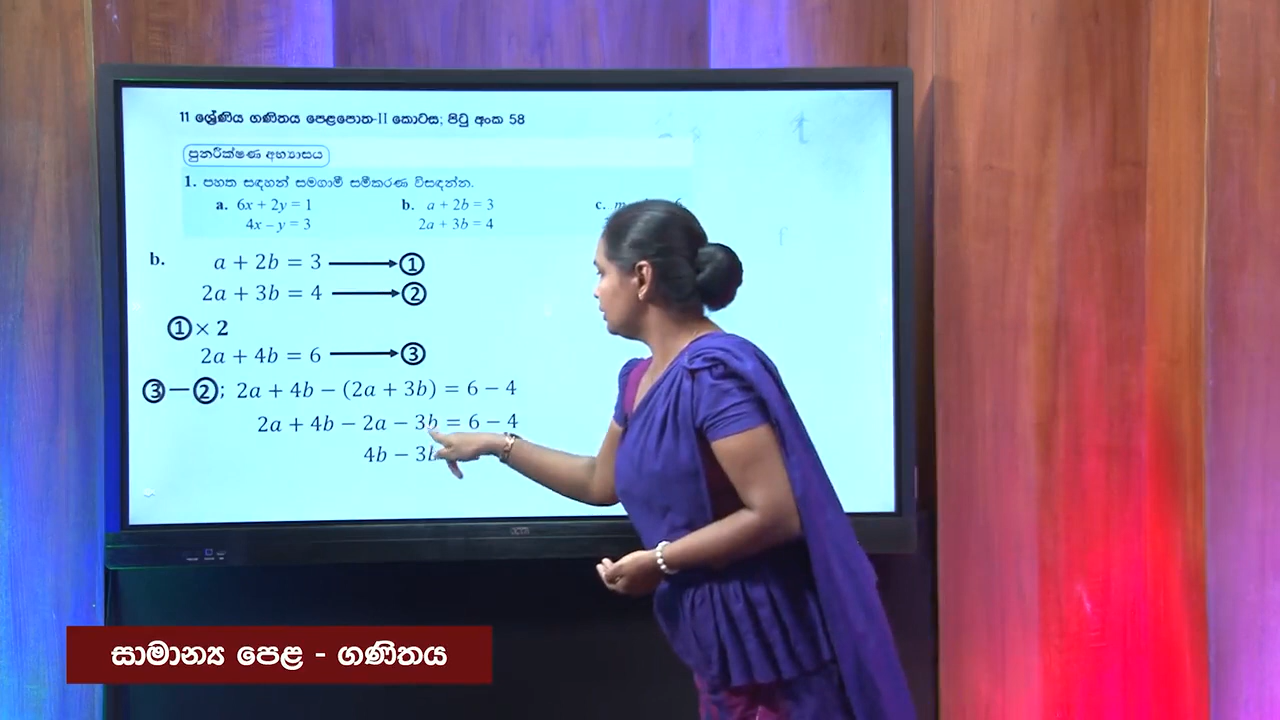 11 ශ්‍රේණිය ගණිතය පෙළපොත-II කොටස; පිටු අංක 58
පුනරීක්ෂණ අභ්‍යාසය
1. පහත සඳහන් සමගාමී සමීකරණ විසඳන්න.
a. 6x + 2y = 1
4x – y = 3
b. a + 2b = 3
2a + 3b = 4
c.
b.
a + 2b = 3 ⟶ ①
2a + 3b = 4 ⟶ ②
① × 2
2a + 4b = 6 ⟶ ③
③ − ②; 2a + 4b − (2a + 3b) = 6 − 4
2a + 4b − 2a − 3b = 6 − 4
4b − 3b
සාමාන්‍ය පෙළ - ගණිතය